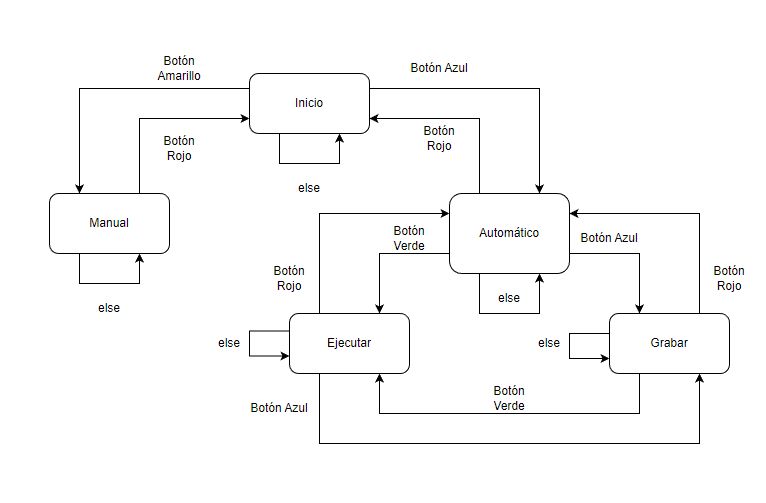 Botón
Amarillo
Botón Azul
Inicio
Botón
Rojo
Botón
Rojo
else
Manual
Automático
Botón
Verde
Botón Azul
Botón
Rojo
Botón
Rojo
else
else
else
Ejecutar
else
Grabar
Botón
Verde
Botón Azul